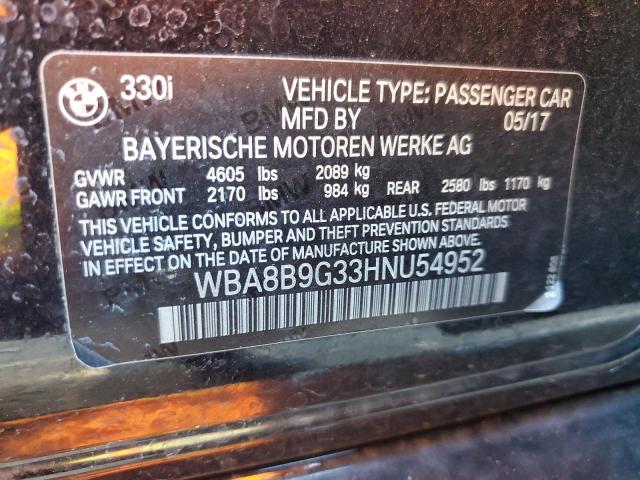 330i VEHICLE TYPE: PASSENGER CAR
MFD BY 05/17
BAYERISCHE MOTOREN WERKE AG
GVWR 4605 lbs 2089 kg
GAWR FRONT 2170 lbs 984 kg REAR 2580 lbs 1170 kg
THIS VEHICLE CONFORMS TO ALL APPLICABLE U.S. FEDERAL MOTOR
VEHICLE SAFETY, BUMPER, AND THEFT PREVENTION STANDARDS
IN EFFECT ON THE DATE OF MANUFACTURE SHOWN ABOVE.
WBA8B9G33HNU54952